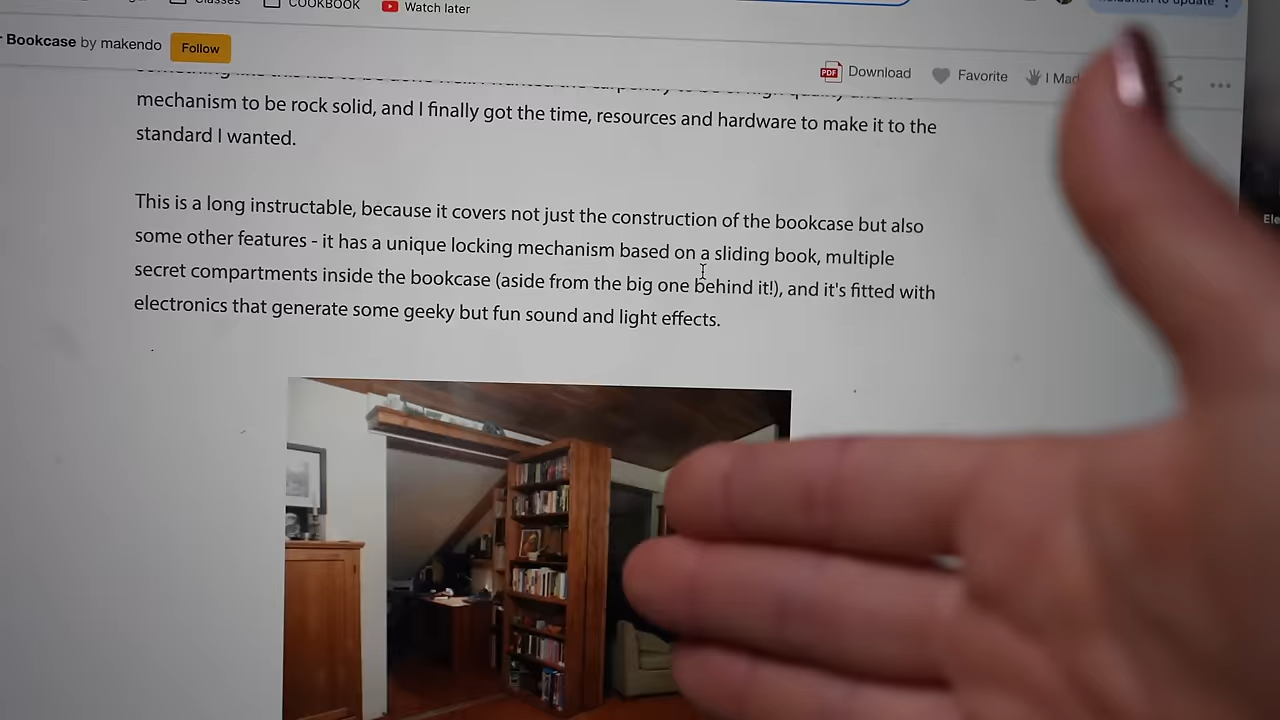 Classes COOKBOOK Watch later to update
Bookcase by makendo Follow Download Favorite I Mad
PDF
mechanism to be rock solid, and I finally got the time, resources and hardware to make it to the
standard I wanted.
This is a long instructable, because it covers not just the construction of the bookcase but also
some other features - it has a unique locking mechanism based on a sliding book, multiple
secret compartments inside the bookcase (aside from the big one behind it!), and it's fitted with
electronics that generate some geeky but fun sound and light effects.